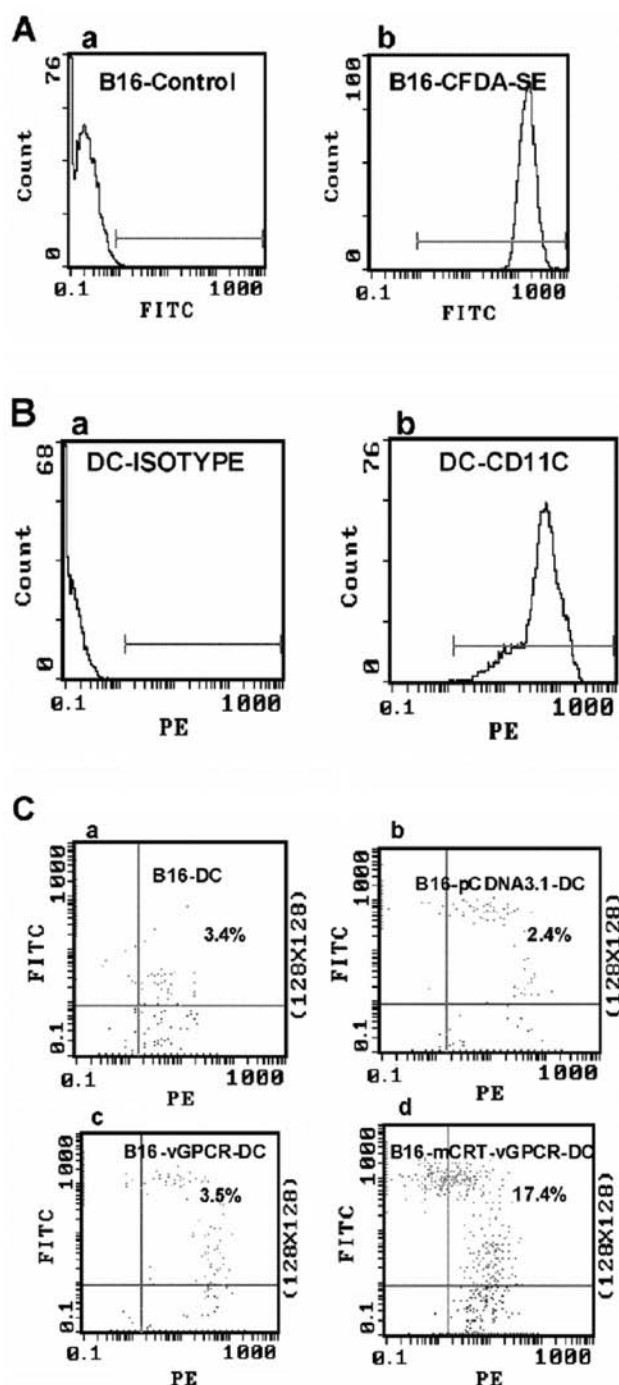 A
a
b
76
B16-Control
Count
0
0.1
1000
FITC
100
B16-CFDA-SE
Count
0
0.1
1000
FITC
B
a
b
68
DC-ISOTYPE
Count
0
0.1
1000
PE
76
DC-CD11C
Count
0
0.1
1000
PE
C
a
b
1000
B16-DC
3.4%
FITC
(128X128)
0.1
0.1
1000
PE
1000
B16-pCDNA3.1-DC
2.4%
FITC
(128X128)
0.1
0.1
1000
PE
c
d
1000
B16-vGPCR-DC
3.5%
FITC
(128X128)
0.1
0.1
1000
PE
1000
B16-mCRT-vGPCR-DC
17.4%
FITC
(128X128)
0.1
0.1
1000
PE